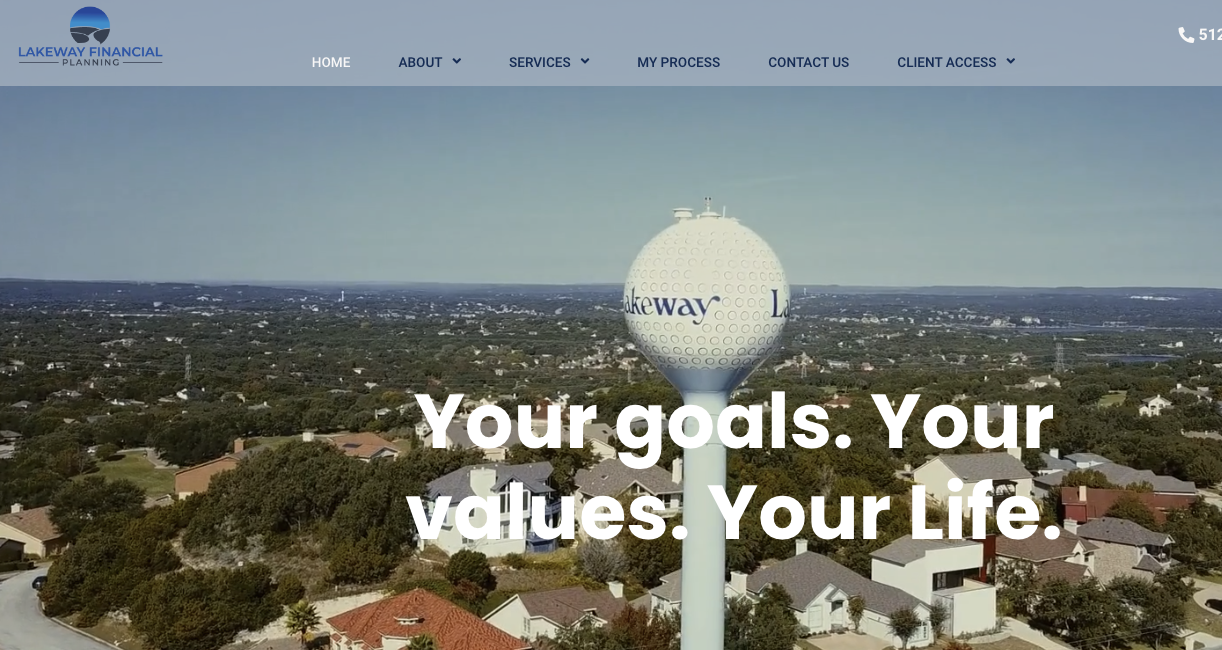 LAKEWAY FINANCIAL
PLANNING
512
HOME
ABOUT
SERVICES
MY PROCESS
CONTACT US
CLIENT ACCESS
akeway
La
Your goals. Your
values. Your Life.